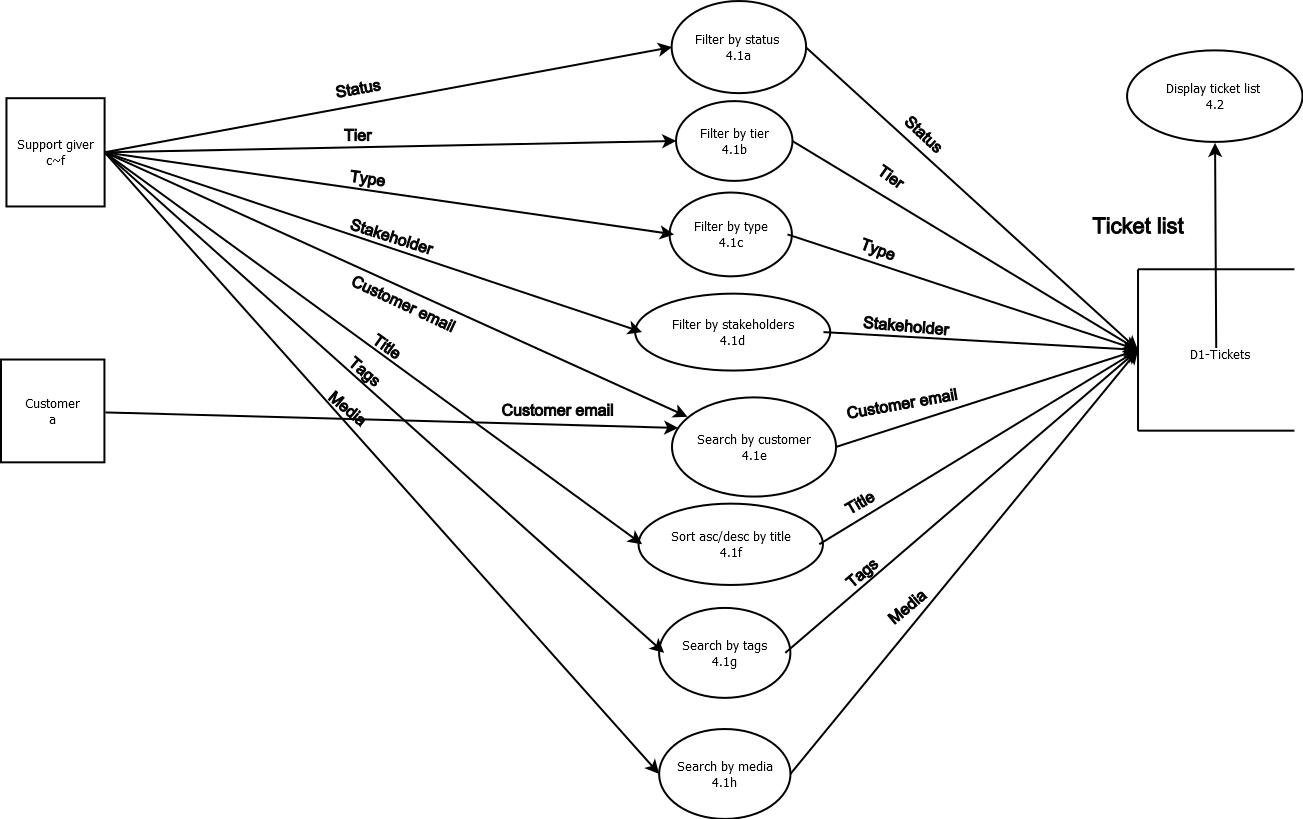 Filter by status
4.1a
Status
Support giver
c~f
Tier
Filter by tier
4.1b
Type
Filter by type
4.1c
Stakeholder
Filter by stakeholders
4.1d
Customer email
Title
Tags
Media
Customer
a
Customer email
Search by customer
4.1e
Sort asc/desc by title
4.1f
Search by tags
4.1g
Search by media
4.1h
Status
Tier
Type
Stakeholder
Customer email
Title
Tags
Media
Display ticket list
4.2
Ticket list
D1-Tickets